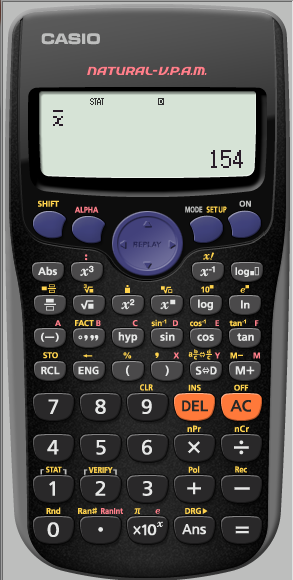 CASIO
NATURAL-V.P.A.M.
STAT D
x̅
154
SHIFT ALPHA REPLAY MODE SETUP ON
: x!
Abs x³ x⁻¹ log▪▯
³√▪ ▪ ▪√▯ 10▪ e▪
√▪ x² x▪ log ln
A FACT B C sin⁻¹ D cos⁻¹ E tan⁻¹ F
(−) °,,, hyp sin cos tan
STO ← % , X a b/c⇔d/c Y M− M
RCL ENG ( ) S⇔D M+
CLR INS OFF
7 8 9 DEL AC
nPr nCr
4 5 6 × ÷
STAT VERIFY Pol Rec
1 2 3 + −
Rnd Ran# RanInt π e DRG▶
0 . ×10ˣ Ans =